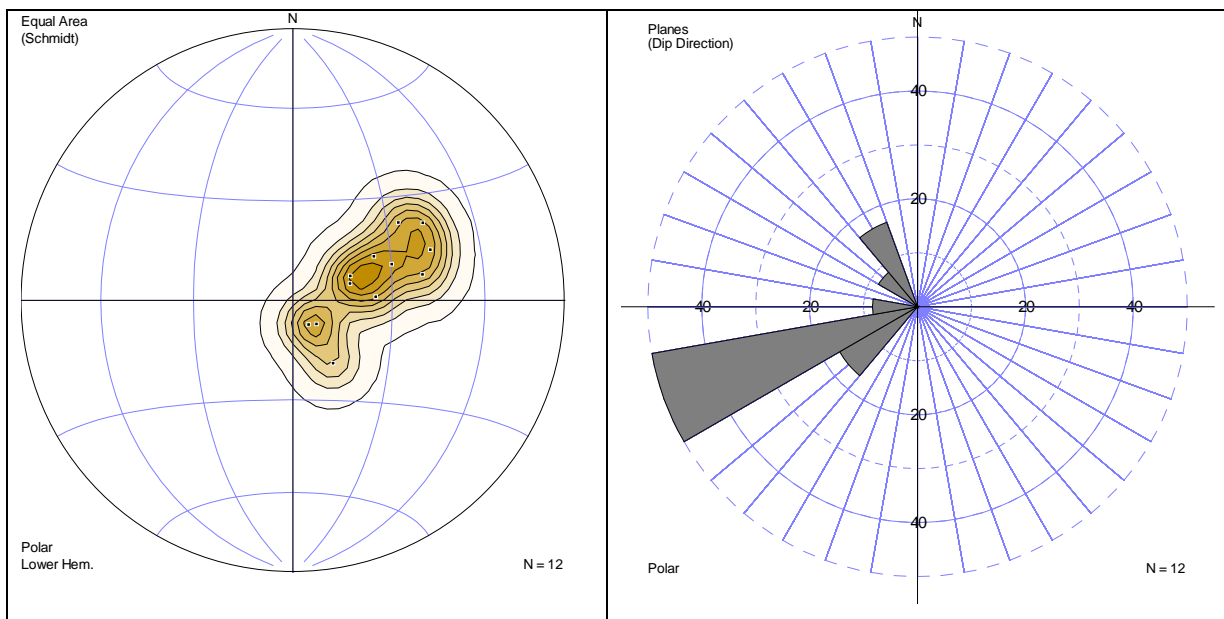 Equal Area
(Schmidt)
N
Polar
Lower Hem.
N = 12
Planes
(Dip Direction)
N
40
20
40
20
20
40
20
40
Polar
N = 12